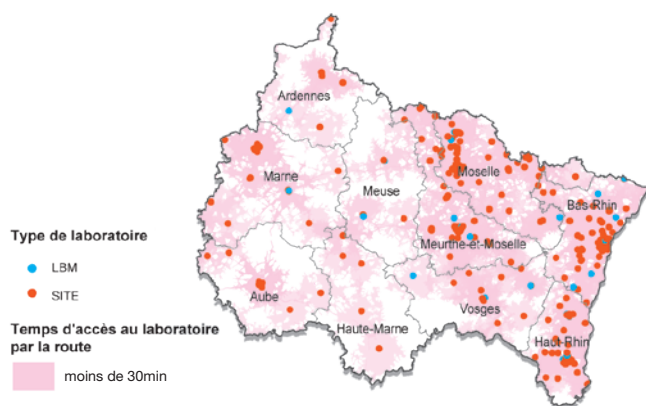 Ardennes
Marne
Meuse
Moselle
Bas-Rhin
Meurthe-et-Moselle
Aube
Haute-Marne
Vosges
Haut-Rhin
Type de laboratoire
LBM
SITE
Temps d'accès au laboratoire
par la route
moins de 30min